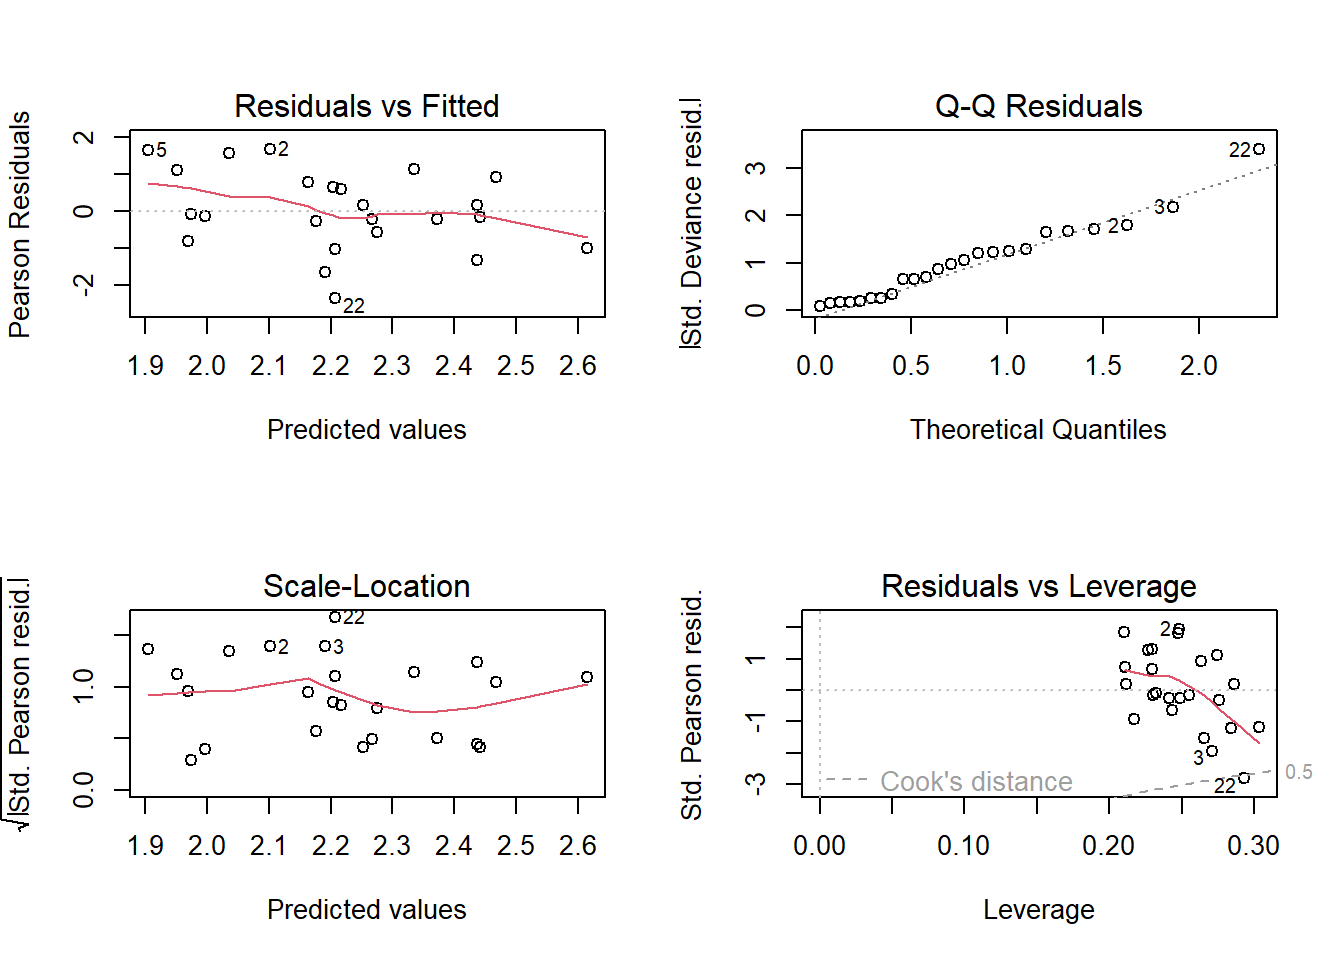 Residuals vs Fitted
Pearson Residuals
2
0
-2
5
2
22
1.9 2.0 2.1 2.2 2.3 2.4 2.5 2.6
Predicted values
Q-Q Residuals
|Std. Deviance resid.|
3
2
1
0
22
3
2
0.0 0.5 1.0 1.5 2.0
Theoretical Quantiles
Scale-Location
√|Std. Pearson resid.|
1.0
0.0
22
2
3
1.9 2.0 2.1 2.2 2.3 2.4 2.5 2.6
Predicted values
Residuals vs Leverage
Std. Pearson resid.
1
-1
-3
2
3
22
Cook's distance
0.5
0.00 0.10 0.20 0.30
Leverage